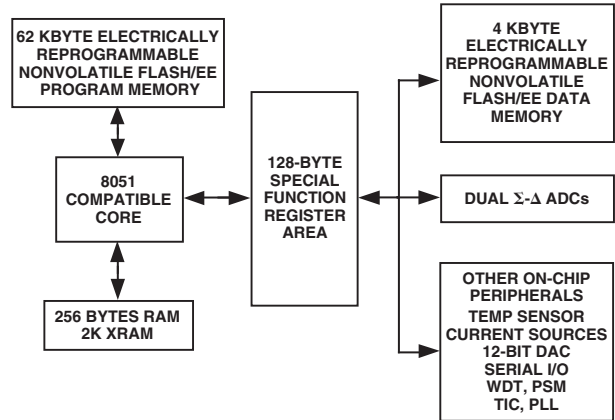 62 KBYTE ELECTRICALLY
REPROGRAMMABLE
NONVOLATILE FLASH/EE
PROGRAM MEMORY
8051
COMPATIBLE
CORE
256 BYTES RAM
2K XRAM
128-BYTE
SPECIAL
FUNCTION
REGISTER
AREA
4 KBYTE
ELECTRICALLY
REPROGRAMMABLE
NONVOLATILE
FLASH/EE DATA
MEMORY
DUAL Σ-Δ ADCs
OTHER ON-CHIP
PERIPHERALS
TEMP SENSOR
CURRENT SOURCES
12-BIT DAC
SERIAL I/O
WDT, PSM
TIC, PLL